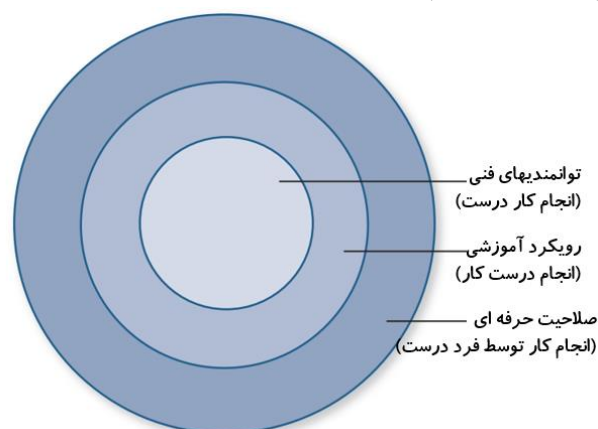 توانمندیهای فنی
(انجام کار درست)
رویکرد آموزشی
(انجام درست کار)
صلاحیت حرفه ای
(انجام کار توسط فرد درست)